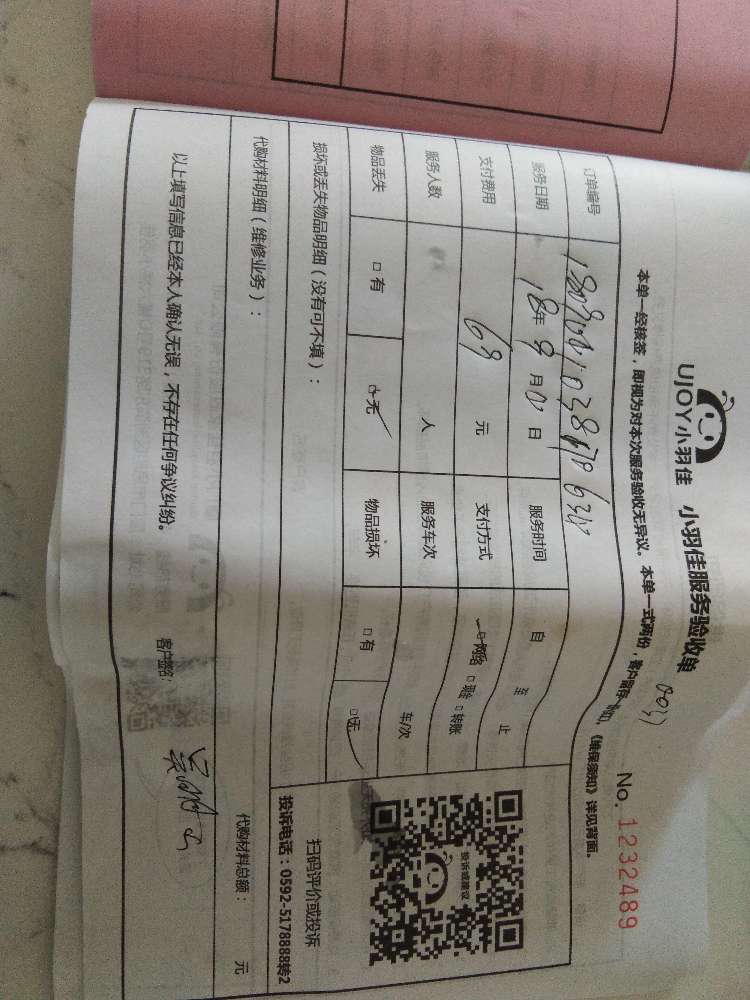 UJOY小羽佳 小羽佳服务验收单
No. 1232489
本单一经核签，即视为对本次服务验收无异议。本单一式两份，客户留存 《维保须知》详见背面。
订单编号
服务日期 18年9月 日 服务时间 自 至 止
支付费用 69 元 支付方式 □网络 □现金 □转账
服务人数 人 服务车次 车/次
物品丢失 □有 □无 物品损坏 □有 □无
损坏或丢失物品明细（没有可不填）：
投诉或建议
扫码评价或投诉
投诉电话：0592-5178888转2
代购材料明细（维修业务）：
代购材料总额： 元
以上填写信息已经本人确认无误，不存在任何争议纠纷。
客户签名：